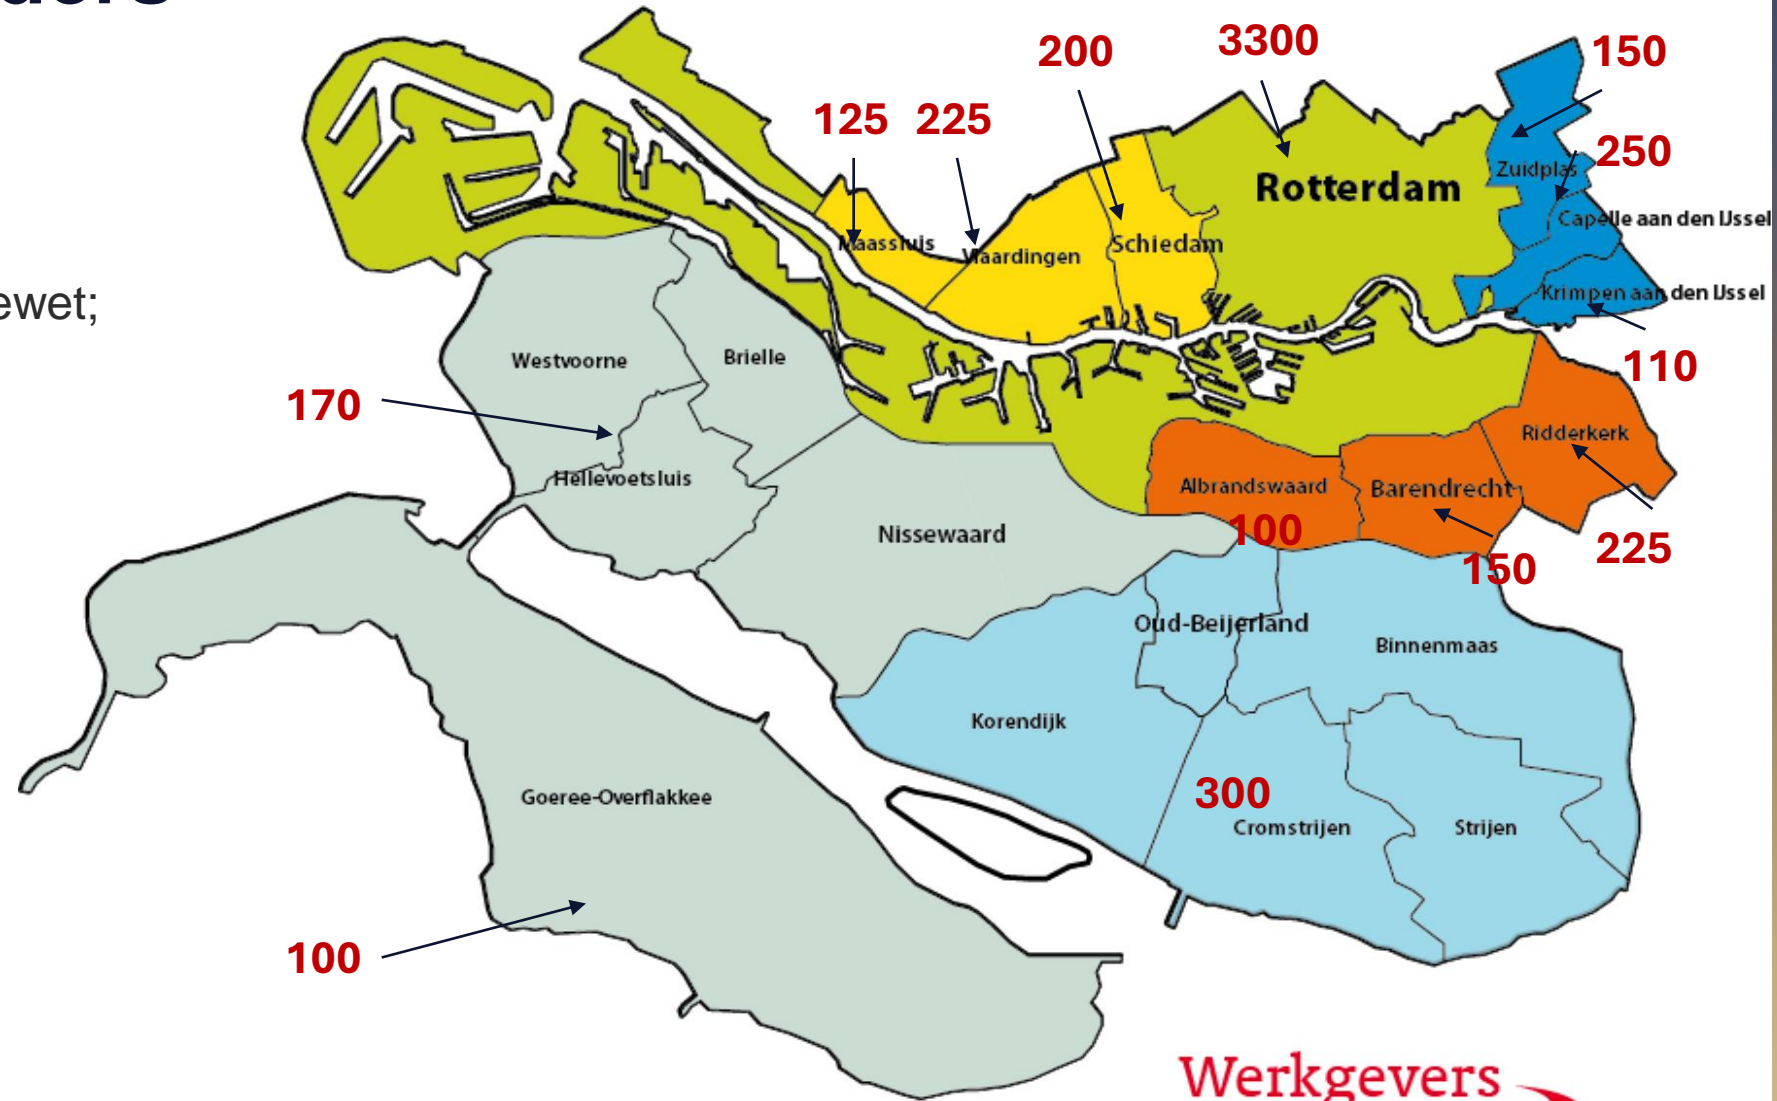 ewet;
200
3300
150
125
225
250
Zuidplas
Rotterdam
Capelle aan den IJssel
Maassluis
Vlaardingen
Schiedam
Krimpen aan den IJssel
Westvoorne
Brielle
110
170
Ridderkerk
Hellevoetsluis
Albrandswaard
Barendrecht
Nissewaard
100
225
150
Oud-Beijerland
Binnenmaas
Korendijk
Goeree-Overflakkee
300
Cromstrijen
Strijen
100
Werkgevers